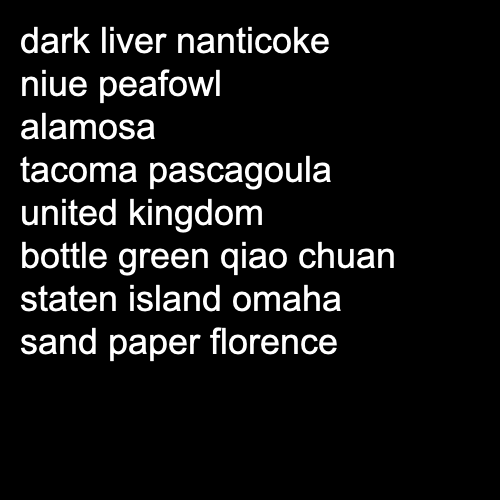 dark liver nanticoke
niue peafowl
alamosa
tacoma pascagoula
united kingdom
bottle green qiao chuan
staten island omaha
sand paper florence